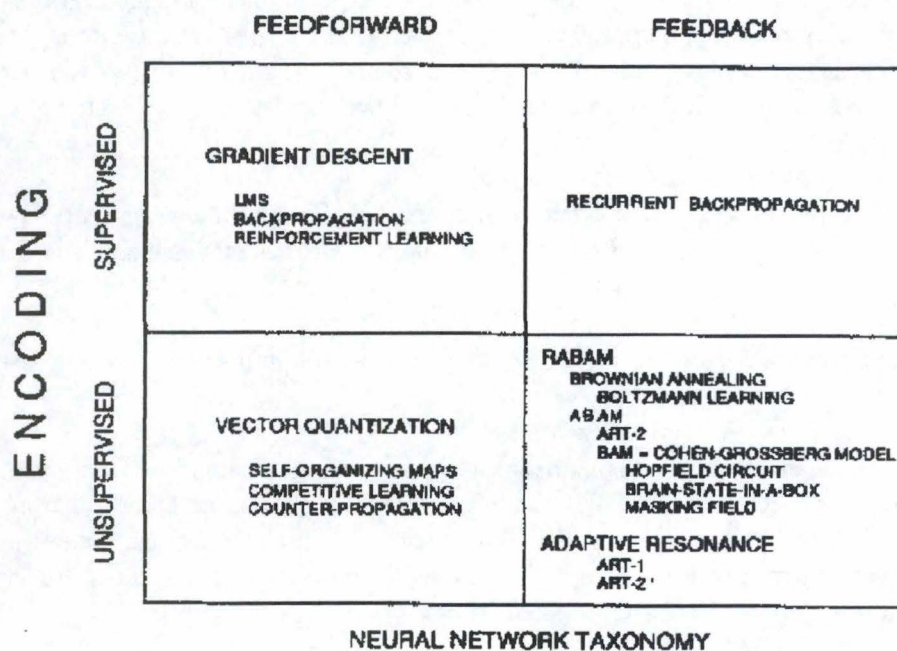 FEEDFORWARD
FEEDBACK
ENCODING
SUPERVISED
GRADIENT DESCENT
LMS
BACKPROPAGATION
REINFORCEMENT LEARNING
RECURRENT BACKPROPAGATION
UNSUPERVISED
VECTOR QUANTIZATION
SELF-ORGANIZING MAPS
COMPETITIVE LEARNING
COUNTER-PROPAGATION
RABAM
BROWNIAN ANNEALING
BOLTZMANN LEARNING
ABAM
ART-2
BAM - COHEN-GROSSBERG MODEL
HOPFIELD CIRCUIT
BRAIN-STATE-IN-A-BOX
MASKING FIELD
ADAPTIVE RESONANCE
ART-1
ART-2'
NEURAL NETWORK TAXONOMY